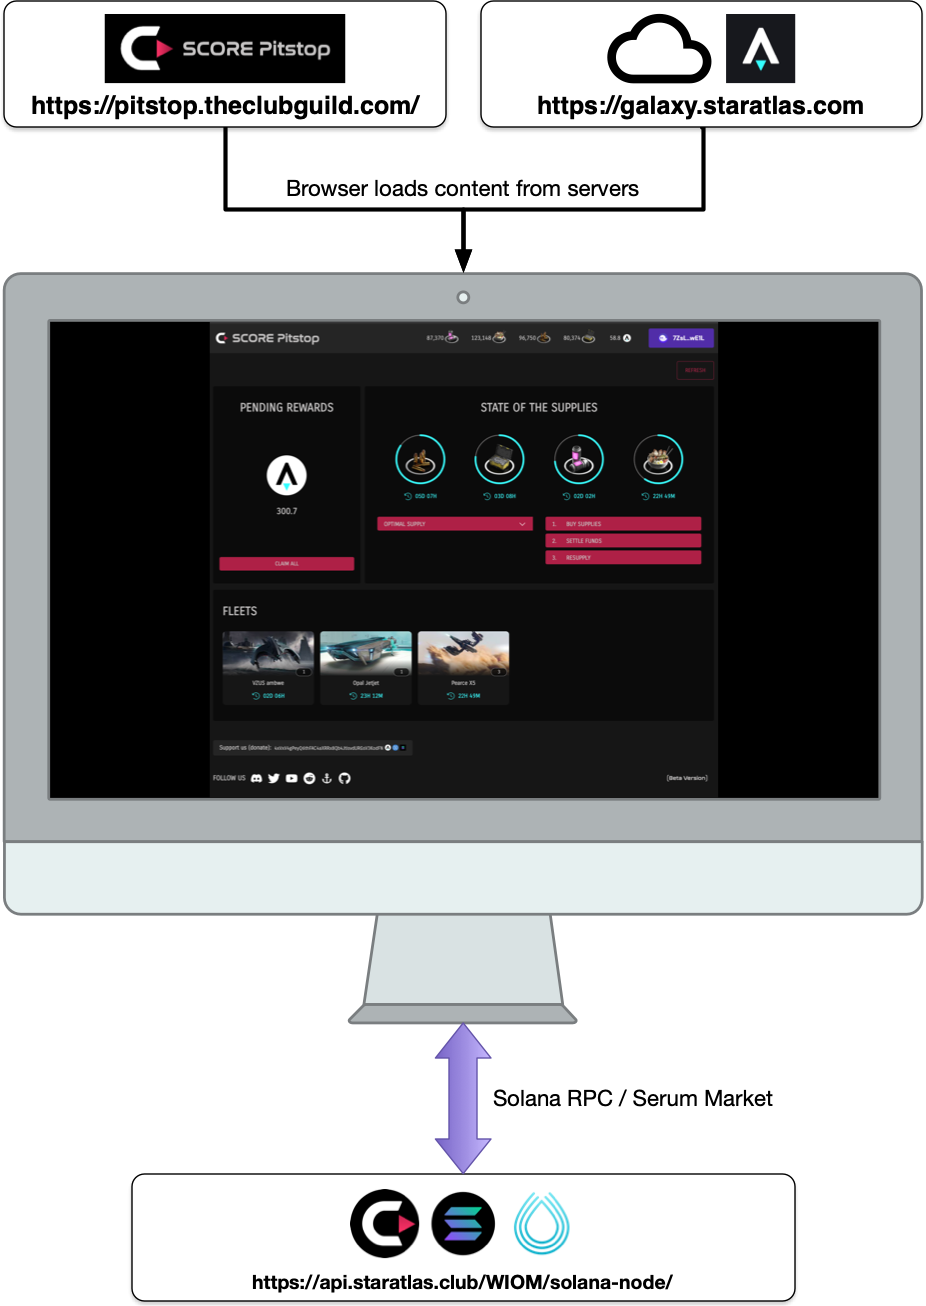 SCORE Pitstop
https://pitstop.theclubguild.com/
https://galaxy.staratlas.com
Browser loads content from servers
SCORE Pitstop
87,370 123,148 96,750 80,374 58.8 7ZsL..wE1L
REFRESH
PENDING REWARDS
STATE OF THE SUPPLIES
05D 07H 03D 08H 02D 02H 22H 49M
300.7
OPTIMAL SUPPLY
1. BUY SUPPLIES
2. SETTLE FUNDS
3. RESUPPLY
CLAIM ALL
FLEETS
1 1 3
VZUS ambwe Opal Jetjet Pearce X5
02D 06H 23H 12M 22H 49M
Support us (donate):
FOLLOW US
[Beta Version]
Solana RPC / Serum Market
https://api.staratlas.club/WIOM/solana-node/